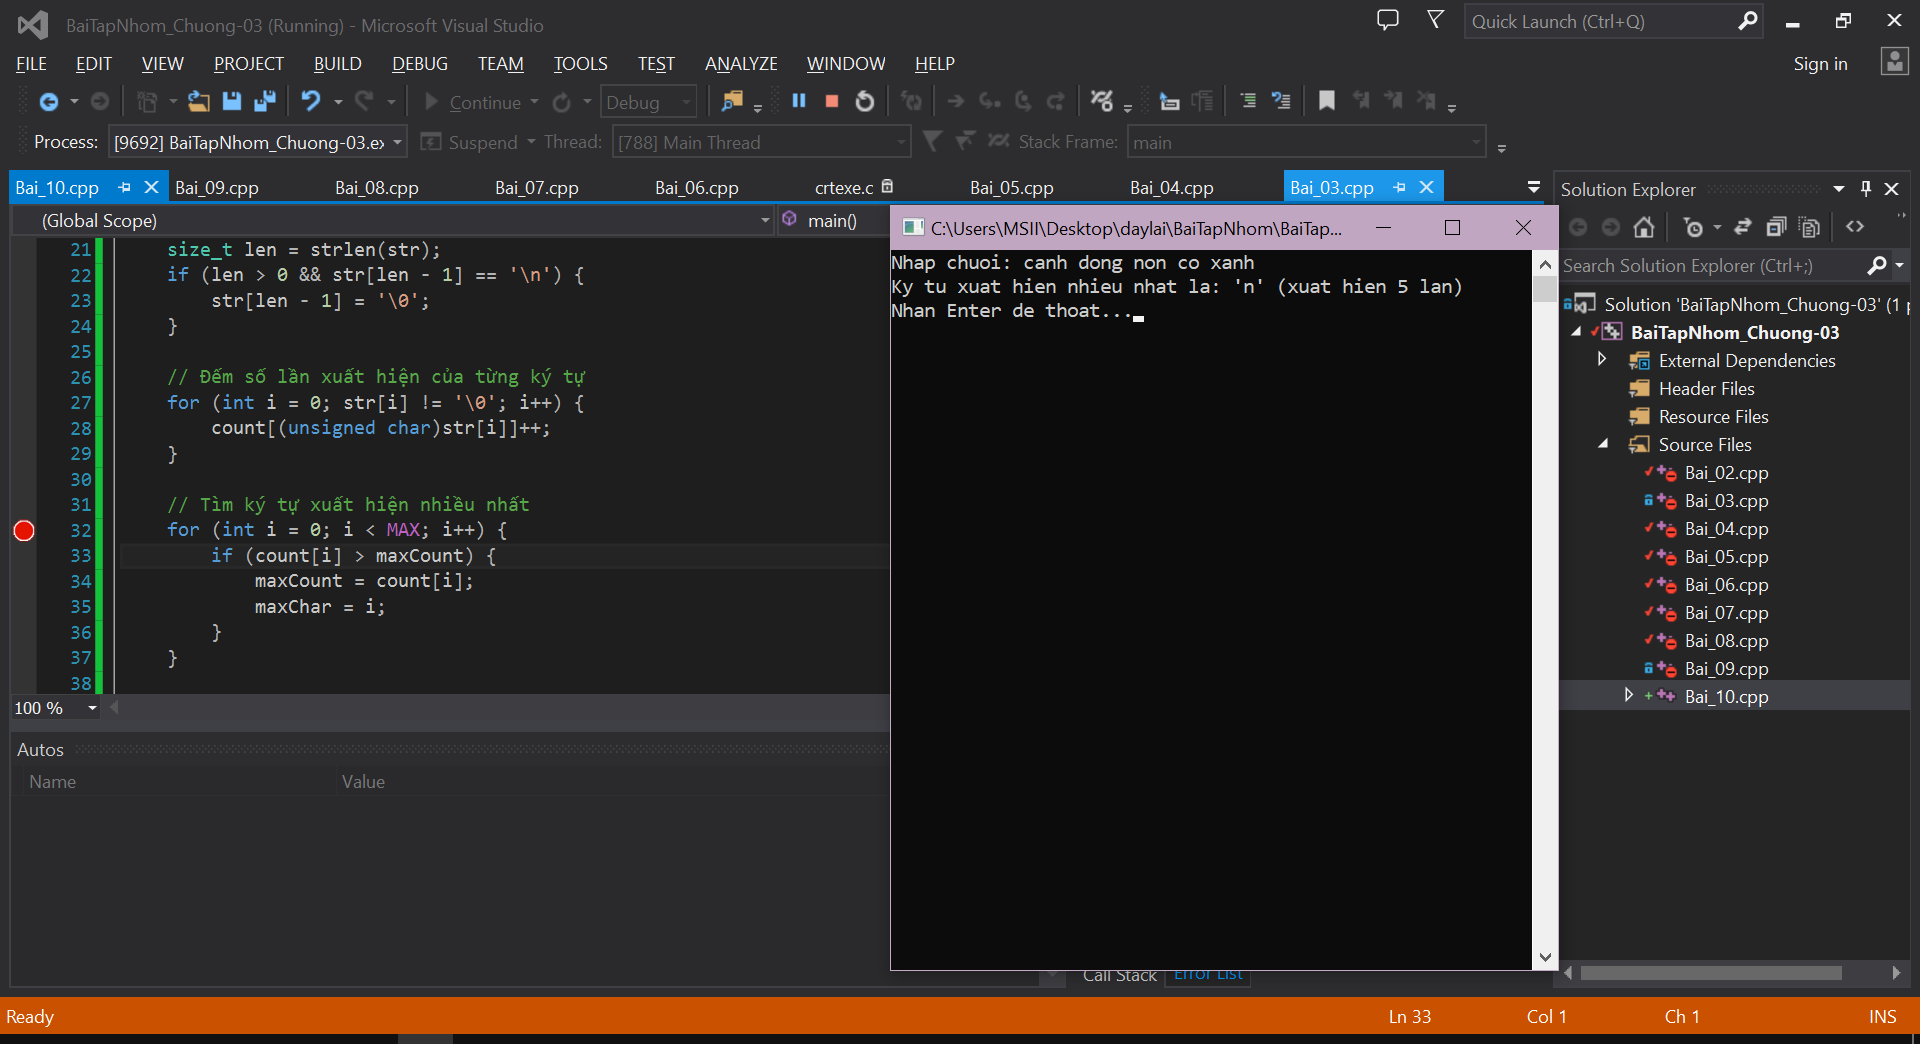 BaiTapNhom_Chuong-03 (Running) - Microsoft Visual Studio
Quick Launch (Ctrl+Q)
FILE EDIT VIEW PROJECT BUILD DEBUG TEAM TOOLS TEST ANALYZE WINDOW HELP
Sign in
Continue Debug
Process: [9692] BaiTapNhom_Chuong-03.ex Suspend Thread: [788] Main Thread Stack Frame: main
Bai_10.cpp Bai_09.cpp Bai_08.cpp Bai_07.cpp Bai_06.cpp crtexe.c Bai_05.cpp Bai_04.cpp Bai_03.cpp
(Global Scope) main()
21 size_t len = strlen(str);
22 if (len > 0 && str[len - 1] == '\n') {
23 str[len - 1] = '\0';
24 }
25
26 // Đếm số lần xuất hiện của từng ký tự
27 for (int i = 0; str[i] != '\0'; i++) {
28 count[(unsigned char)str[i]]++;
29 }
30
31 // Tìm ký tự xuất hiện nhiều nhất
32 for (int i = 0; i < MAX; i++) {
33 if (count[i] > maxCount) {
34 maxCount = count[i];
35 maxChar = i;
36 }
37 }
38
100 %
Autos
Name Value
C:\Users\MSII\Desktop\daylai\BaiTapNhom\BaiTap...
Nhap chuoi: canh dong non co xanh
Ky tu xuat hien nhieu nhat la: 'n' (xuat hien 5 lan)
Nhan Enter de thoat...
Call Stack Error List
Solution Explorer
Search Solution Explorer (Ctrl+;)
Solution 'BaiTapNhom_Chuong-03' (1 p
BaiTapNhom_Chuong-03
External Dependencies
Header Files
Resource Files
Source Files
Bai_02.cpp
Bai_03.cpp
Bai_04.cpp
Bai_05.cpp
Bai_06.cpp
Bai_07.cpp
Bai_08.cpp
Bai_09.cpp
Bai_10.cpp
Ready Ln 33 Col 1 Ch 1 INS